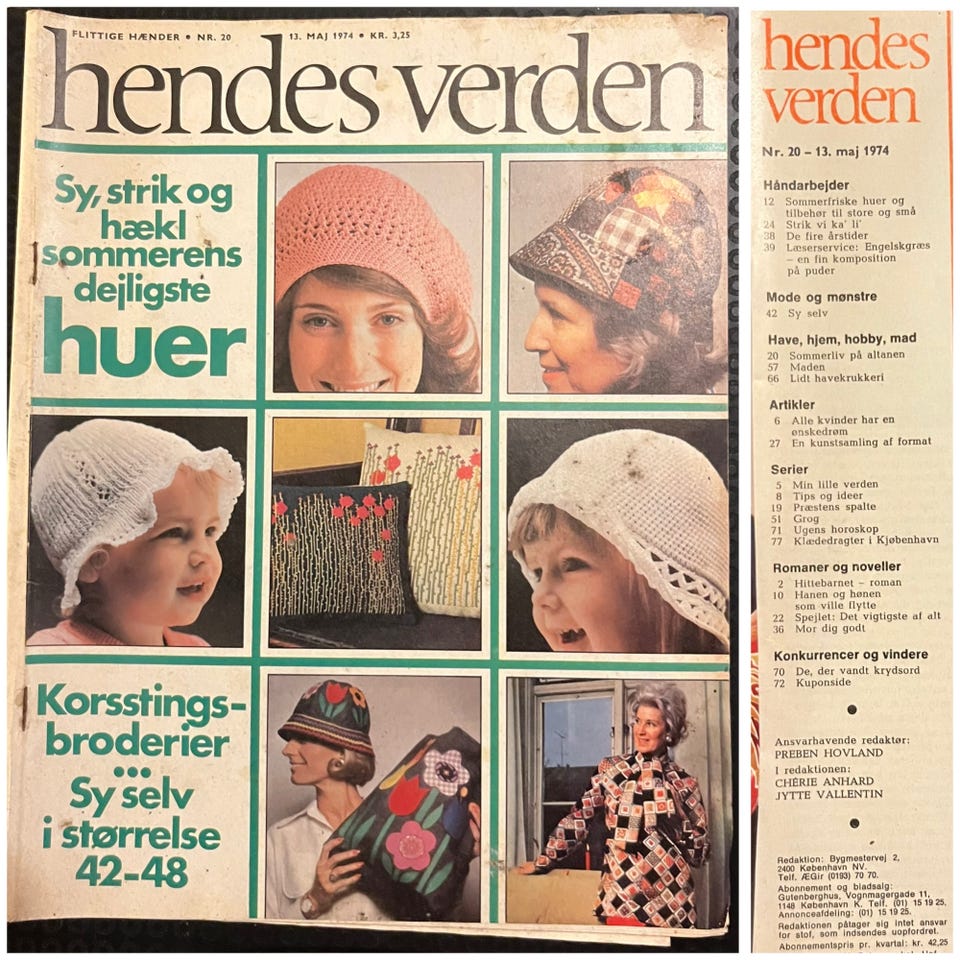 FLITTIGE HÆNDER • NR. 20
13. MAJ 1974 • KR. 3,25
hendes verden
Sy, strik og
hækl
sommerens
dejligste
huer
Korsstings-
broderier
...
Sy selv
i størrelse
42-48
hendes
verden
Nr. 20 – 13. maj 1974
Håndarbejder
12 Sommerfriske huer og
tilbehør til store og små
24 Strik vi ka' li'
38 De fire årstider
39 Læserservice: Engelskgræs
– en fin komposition
på puder
Mode og mønstre
42 Sy selv
Have, hjem, hobby, mad
20 Sommerliv på altanen
57 Maden
66 Lidt havekrukkeri
Artikler
6 Alle kvinder har en
ønskedrøm
27 En kunstsamling af format
Serier
5 Min lille verden
8 Tips og ideer
19 Præstens spalte
51 Grog
71 Ugens horoskop
77 Klædedragter i Kjøbenhavn
Romaner og noveller
2 Hittebarnet – roman
10 Hanen og hønen
som ville flytte
22 Spejlet: Det vigtigste af alt
36 Mor dig godt
Konkurrencer og vindere
70 De, der vandt krydsord
72 Kuponside
Ansvarhavende redaktør:
PREBEN HOVLAND
I redaktionen:
CHÉRIE ANHARD
JYTTE VALLENTIN
Redaktion: Bygmestervej 2,
2400 København NV.
Telf. ÆGir (0193) 70 70.
Abonnement og bladsalg:
Gutenberghus, Vognmagergade 11,
1148 København K. Telf. (01) 15 19 25.
Annonceafdeling: (01) 15 19 25.
Redaktionen påtager sig intet ansvar
for stof, som indsendes uopfordret.
Abonnementspris pr. kvartal: kr. 42,25